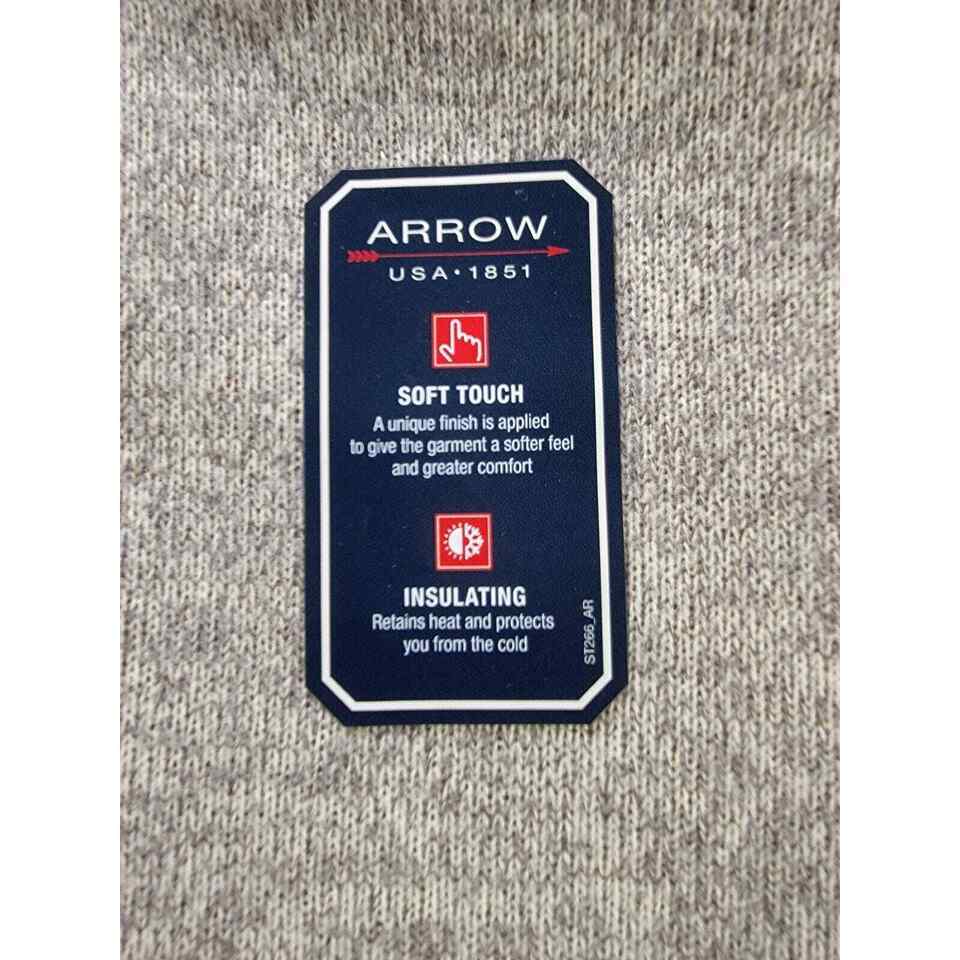 ARROW
USA • 1851
SOFT TOUCH
A unique finish is applied
to give the garment a softer feel
and greater comfort
INSULATING
Retains heat and protects
you from the cold
ST266_AR